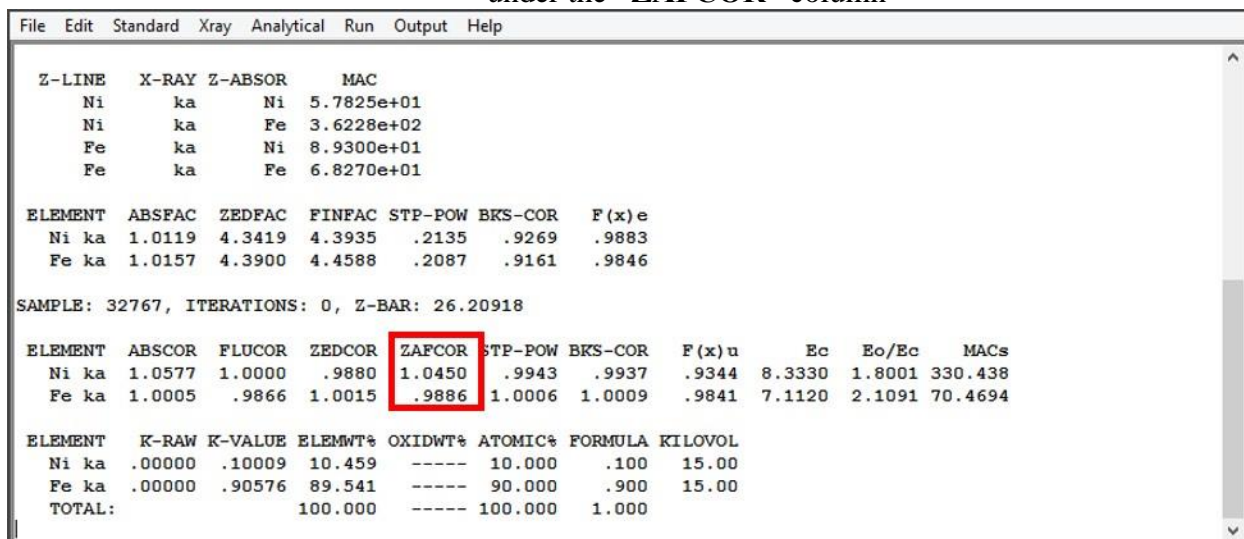 under the "ZAFCOR" column
File Edit Standard Xray Analytical Run Output Help
Z-LINE X-RAY Z-ABSOR MAC
Ni ka Ni 5.7825e+01
Ni ka Fe 3.6228e+02
Fe ka Ni 8.9300e+01
Fe ka Fe 6.8270e+01
ELEMENT ABSFAC ZEDFAC FINFAC STP-POW BKS-COR F(x)e
Ni ka 1.0119 4.3419 4.3935 .2135 .9269 .9883
Fe ka 1.0157 4.3900 4.4588 .2087 .9161 .9846
SAMPLE: 32767, ITERATIONS: 0, Z-BAR: 26.20918
ELEMENT ABSCOR FLUCOR ZEDCOR ZAFCOR STP-POW BKS-COR F(x)u Ec Eo/Ec MACs
Ni ka 1.0577 1.0000 .9880 1.0450 .9943 .9937 .9344 8.3330 1.8001 330.438
Fe ka 1.0005 .9866 1.0015 .9886 1.0006 1.0009 .9841 7.1120 2.1091 70.4694
ELEMENT K-RAW K-VALUE ELEMWT% OXIDWT% ATOMIC% FORMULA KILOVOL
Ni ka .00000 .10009 10.459 ----- 10.000 .100 15.00
Fe ka .00000 .90576 89.541 ----- 90.000 .900 15.00
TOTAL: 100.000 ----- 100.000 1.000